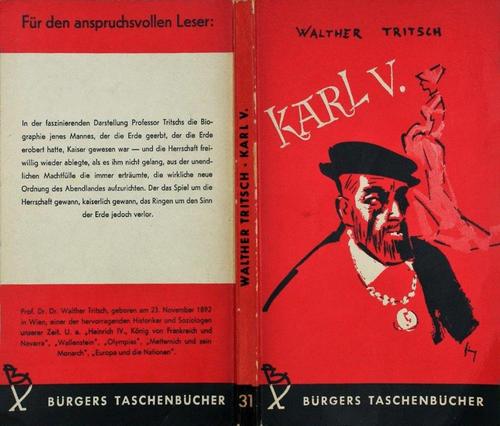 Für den anspruchsvollen Leser:
In der faszinierenden Darstellung Professor Tritschs die Bio-
graphie jenes Mannes, der die Erde geerbt, der die Erde
erobert hatte, Kaiser gewesen war — und die Herrschaft frei-
willig wieder ablegte, als es ihm nicht gelang, aus der unend-
lichen Machtfülle die immer erträumte, die wirkliche neue
Ordnung des Abendlandes aufzurichten. Der das Spiel um die
Herrschaft gewann, kaiserlich gewann, das Ringen um den Sinn
der Erde jedoch verlor.
Prof. Dr. Dr. Walther Tritsch, geboren am 23. November 1892
in Wien, einer der hervorragenden Historiker und Soziologen
unserer Zeit. U. a. „Heinrich IV., König von Frankreich und
Navarra", „Wallenstein", „Olympias", „Metternich und sein
Monarch", „Europa und die Nationen".
BÜRGERS TASCHENBÜCHER
WALTHER TRITSCH · KARL V.
31
WALTHER TRITSCH
KARL V.
BÜRGERS TASCHENBÜCHER